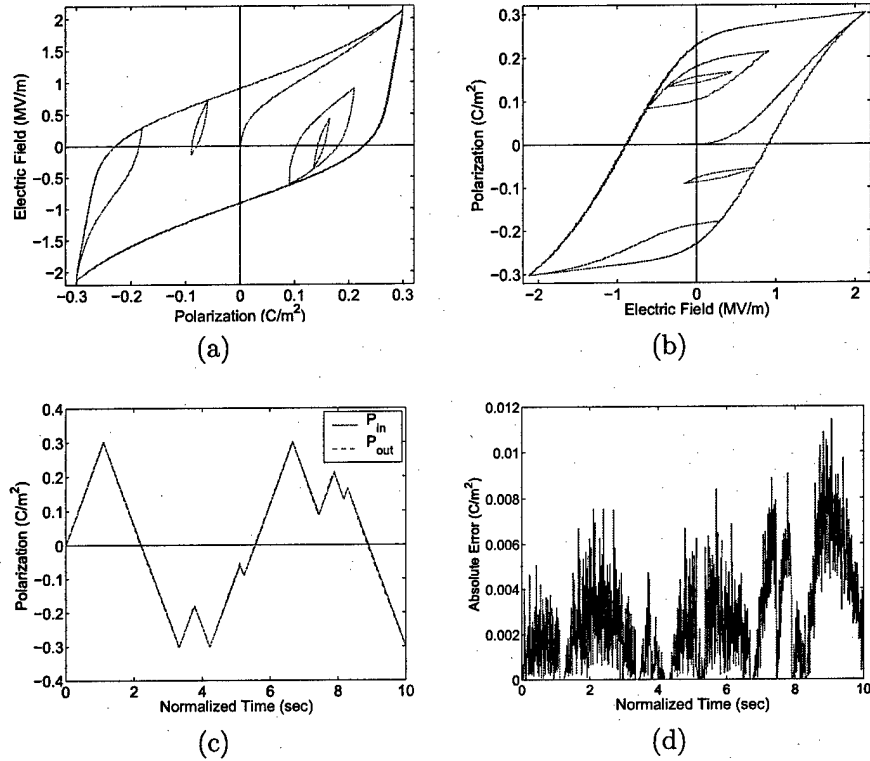 2
1.5
1
0.5
0
−0.5
−1
−1.5
−2
Electric Field (MV/m)
−0.3 −0.2 −0.1 0 0.1 0.2 0.3
Polarization (C/m²)
(a)
0.3
0.2
0.1
0
−0.1
−0.2
−0.3
Polarization (C/m²)
−2 −1 0 1 2
Electric Field (MV/m)
(b)
0.4
0.3
0.2
0.1
0
−0.1
−0.2
−0.3
−0.4
Polarization (C/m²)
P_in
P_out
0 2 4 6 8 10
Normalized Time (sec)
(c)
0.012
0.01
0.008
0.006
0.004
0.002
0
Absolute Error (C/m²)
0 2 4 6 8 10
Normalized Time (sec)
(d)